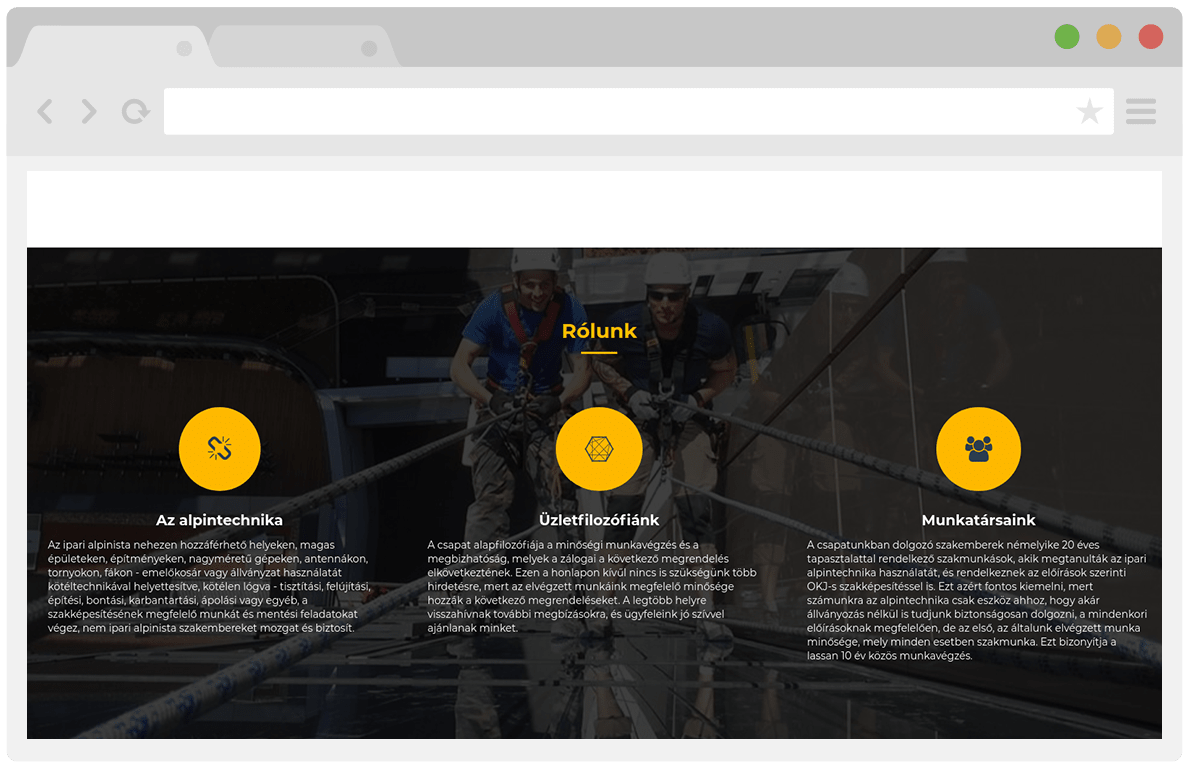 Rólunk
Az alpintechnika
Az ipari alpinista nehezen hozzáférhető helyeken, magas
épületeken, építményeken, nagyméretű gépeken, antennákon,
tornyokon, fákon - emelőkosár vagy állványzat használatát
kötéltechnikával helyettesítve, kötélen lógva - tisztítási, felújítási,
építési, bontási, karbantartási, ápolási vagy egyéb, a
szakképesítésének megfelelő munkát és mentési feladatokat
végez, nem ipari alpinista szakembereket mozgat és biztosít.
Üzletfilozófiánk
A csapat alapfilozófiája a minőségi munkavégzés és a
megbizhatóság, melyek a zálogai a következő megrendelés
elkövetkeztének. Ezen a honlapon kívül nincs is szükségünk több
hirdetésre, mert az elvégzett munkáink megfelelő minősége
hozzák a következő megrendeléseket. A legtöbb helyre
visszahívnak további megbízásokra, és ügyfeleink jó szívvel
ajánlanak minket.
Munkatársaink
A csapatunkban dolgozó szakemberek némelyike 20 éves
tapasztalattal rendelkező szakmunkások, akik megtanulták az ipari
alpintechnika használatát, és rendelkeznek az előírások szerinti
OKJ-s szakképesítéssel is. Ezt azért fontos kiemelni, mert
számunkra az alpintechnika csak eszköz ahhoz, hogy akár
állványozás nélkül is tudjunk biztonságosan dolgozni, a mindenkori
előírásoknak megfelelően, de az első, az általunk elvégzett munka
minősége, mely minden esetben szakmunka. Ezt bizonyítja a
lassan 10 év közös munkavégzés.